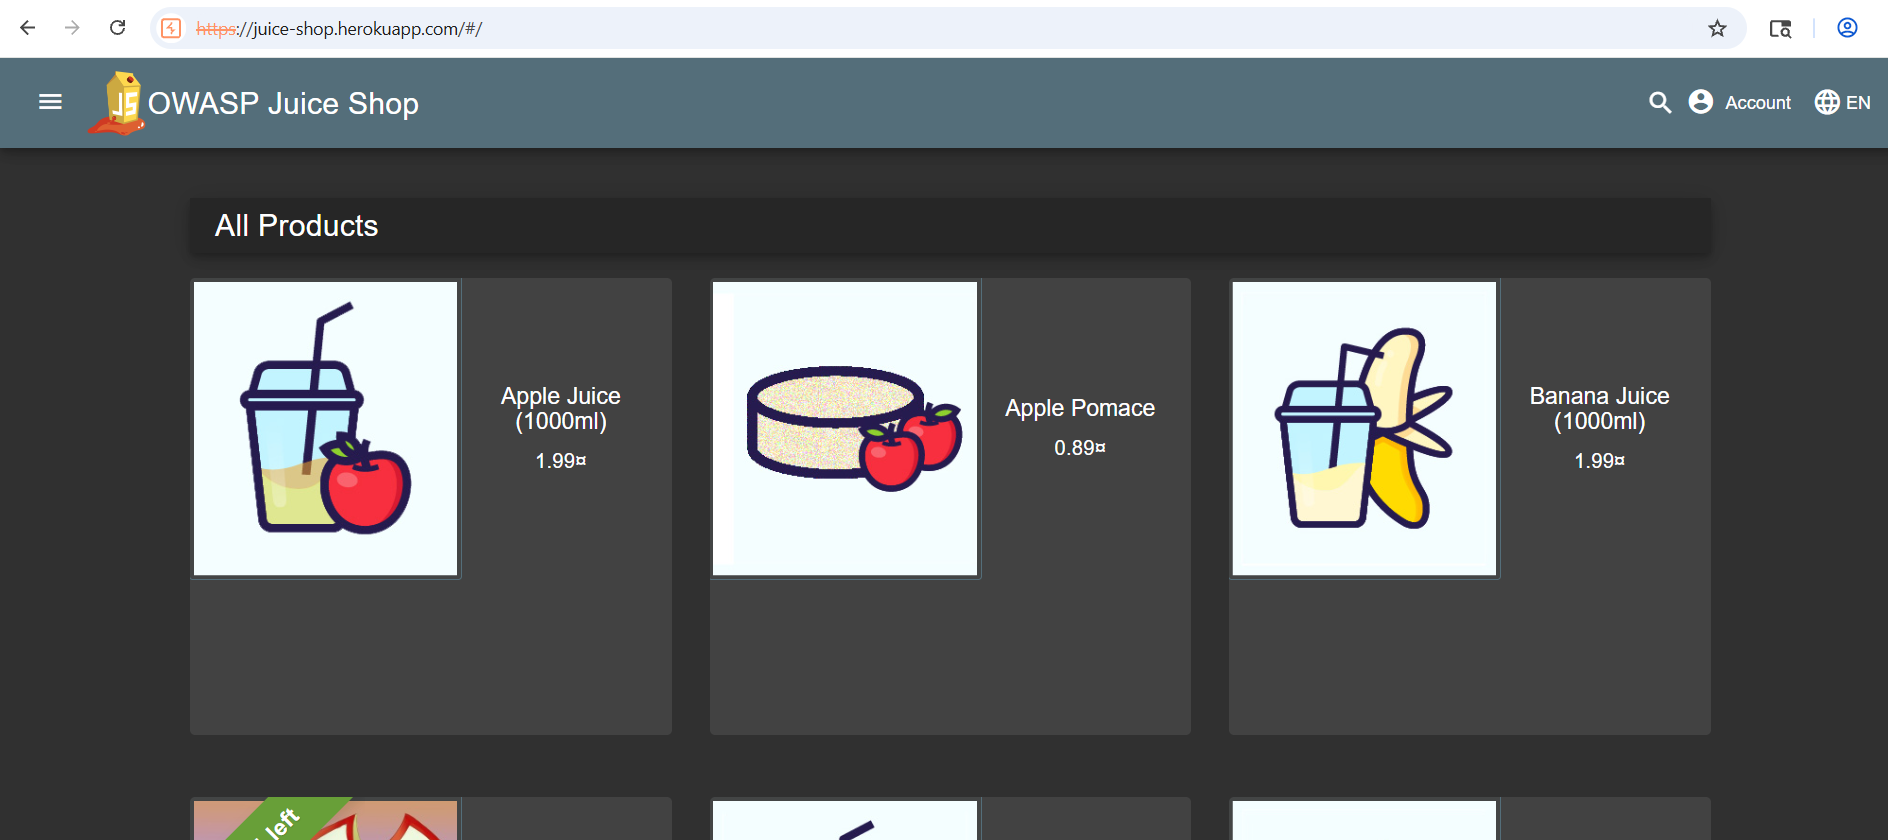 https://juice-shop.herokuapp.com/#/
JS OWASP Juice Shop
Account
EN
All Products
Apple Juice
(1000ml)
1.99¤
Apple Pomace
0.89¤
Banana Juice
(1000ml)
1.99¤
left